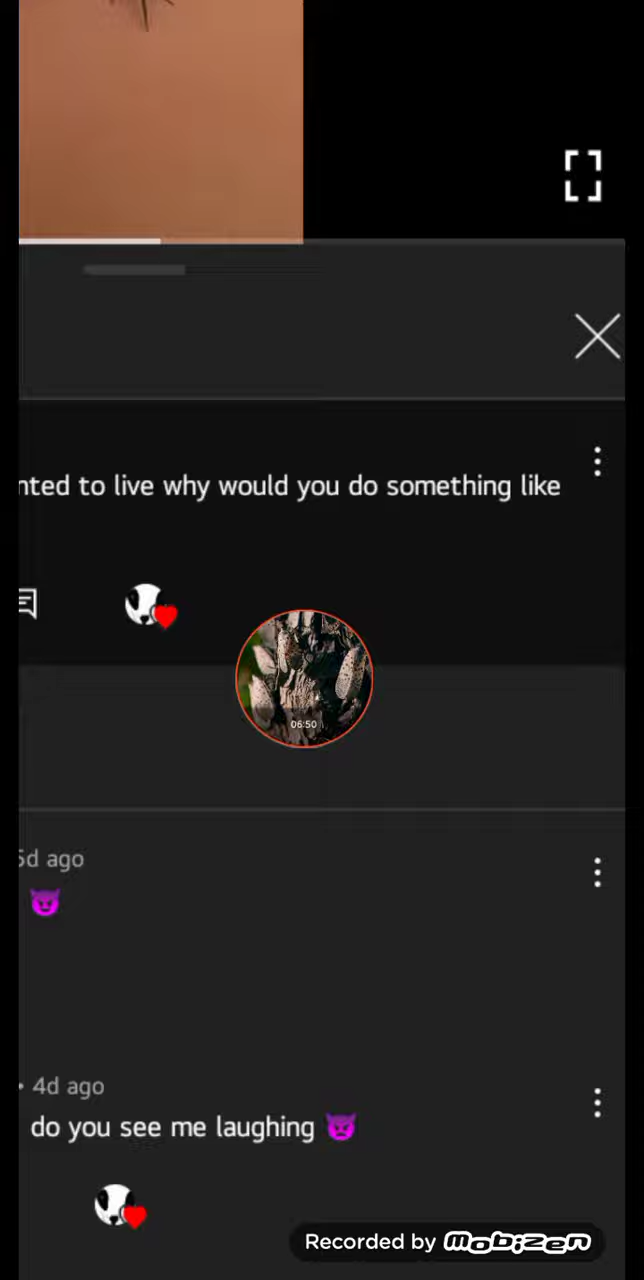 to live why would you do something like
06:50
5d ago
😈
• 4d ago
do you see me laughing 👿
Recorded by mobizen